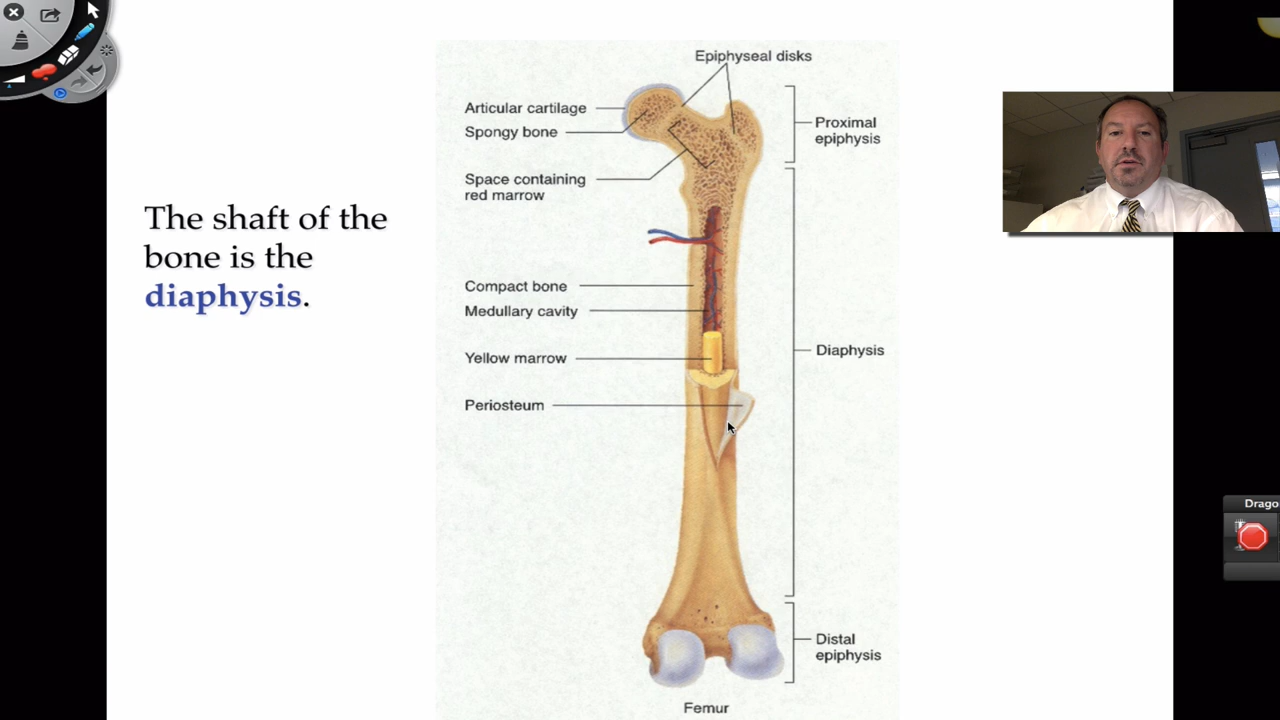 The shaft of the
bone is the
diaphysis.
Epiphyseal disks
Articular cartilage
Spongy bone
Space containing
red marrow
Compact bone
Medullary cavity
Yellow marrow
Periosteum
Proximal
epiphysis
Diaphysis
Distal
epiphysis
Femur
Drago